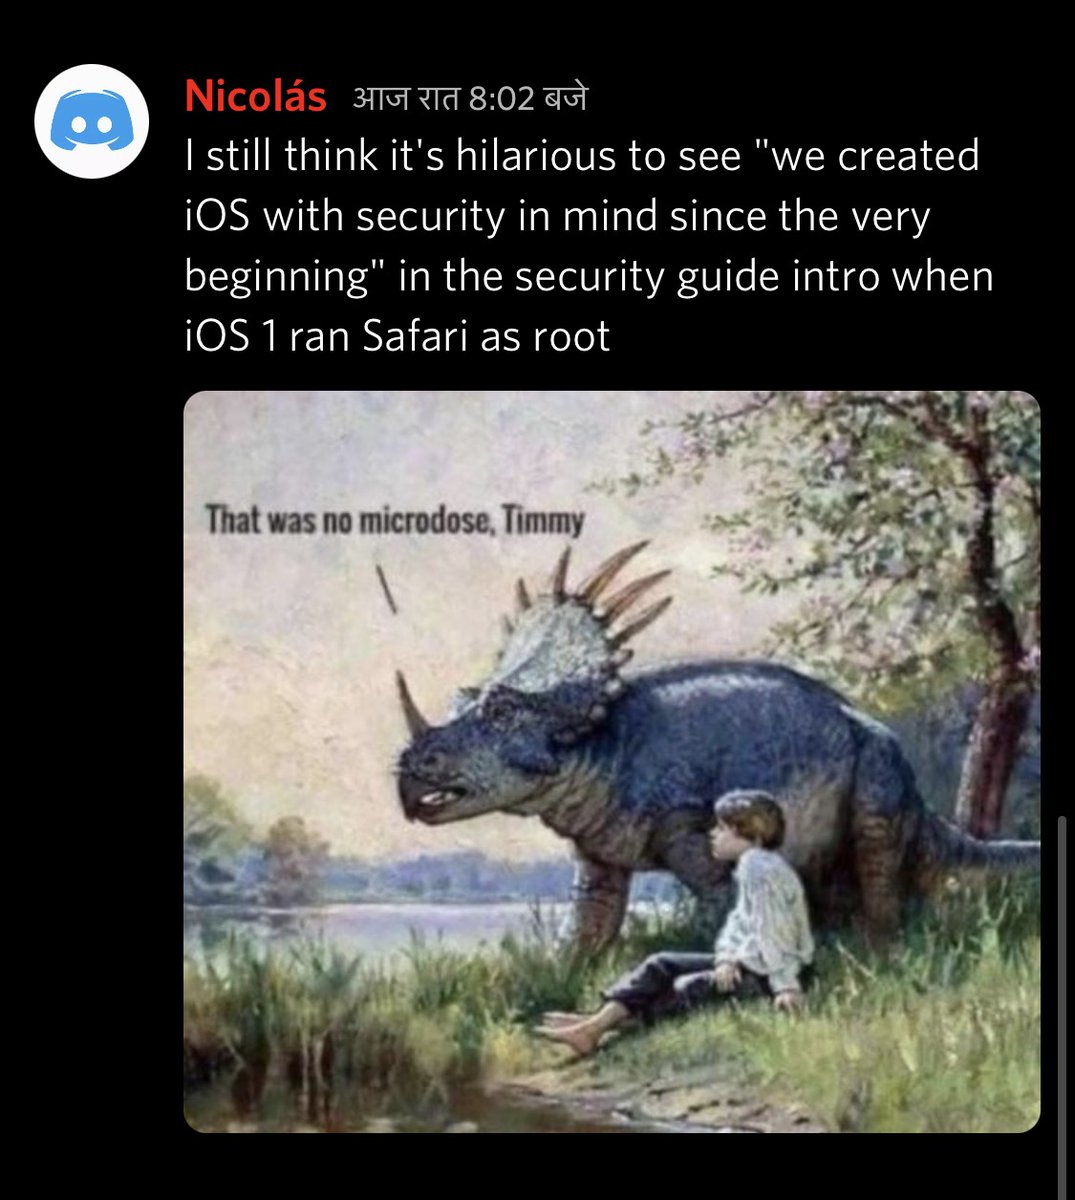 Nicolás आज रात 8:02 बजे
I still think it's hilarious to see "we created
iOS with security in mind since the very
beginning" in the security guide intro when
iOS 1 ran Safari as root
That was no microdose, Timmy